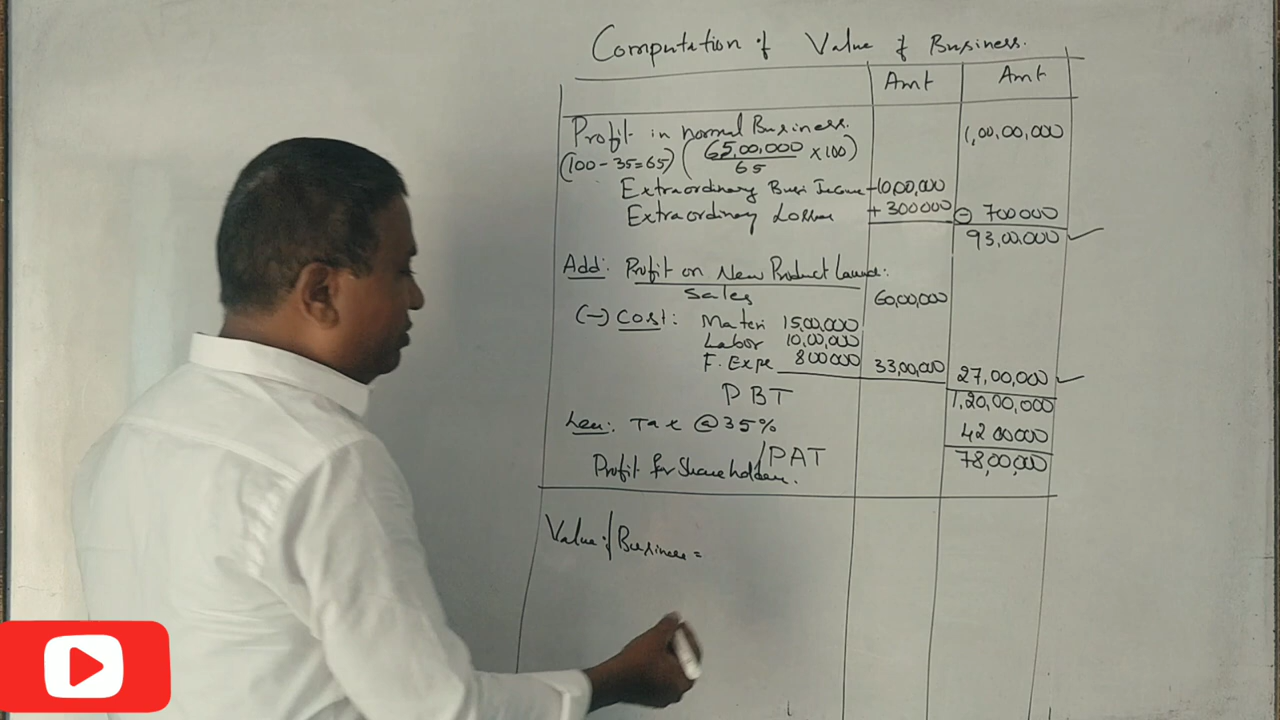 Computation of Value of Business.
Amt Amt
Profit in normal Business. 1,00,00,000
(100-35=65) (65,00,000/65 x100)
Extraordinary Busi Income -10,00,000
Extraordinary Losses +300000 (-) 700000
93,00,000
Add: Profit on New Product Launch:
Sales 60,00,000
(-) Cost: Materi 15,00,000
Labor 10,00,000
F. Expe 800000 33,00,000 27,00,000
PBT 1,20,00,000
Less: Tax @ 35% 4200000
Profit for Shareholders. /PAT 78,00,000
Value of Business =